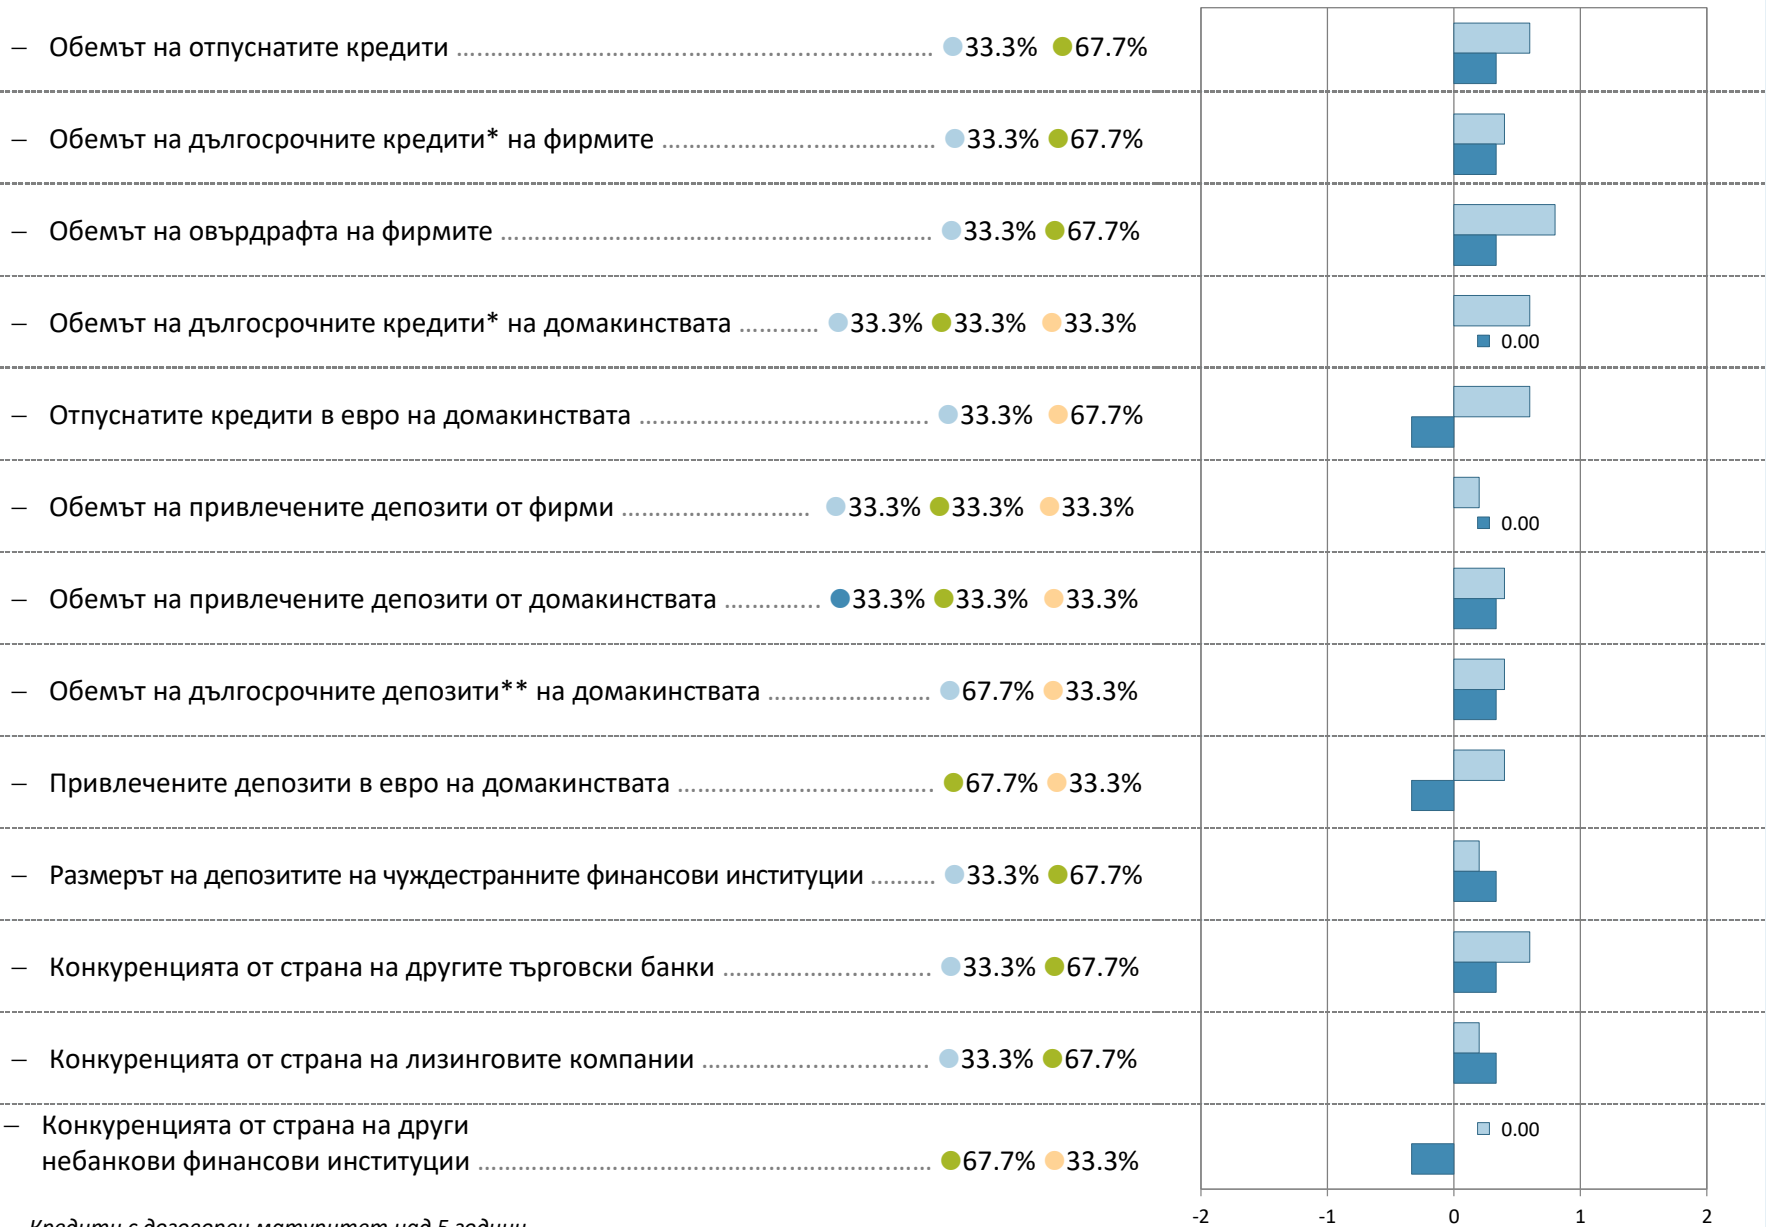 – Обемът на отпуснатите кредити ........ 33.3% 67.7%
– Обемът на дългосрочните кредити* на фирмите ........ 33.3% 67.7%
– Обемът на овърдрафта на фирмите ........ 33.3% 67.7%
– Обемът на дългосрочните кредити* на домакинствата ........ 33.3% 33.3% 33.3%
0.00
– Отпуснатите кредити в евро на домакинствата ........ 33.3% 67.7%
– Обемът на привлечените депозити от фирми ........ 33.3% 33.3% 33.3%
0.00
– Обемът на привлечените депозити от домакинствата ........ 33.3% 33.3% 33.3%
– Обемът на дългосрочните депозити** на домакинствата ........ 67.7% 33.3%
– Привлечените депозити в евро на домакинствата ........ 67.7% 33.3%
– Размерът на депозитите на чуждестранните финансови институции ........ 33.3% 67.7%
– Конкуренцията от страна на другите търговски банки ........ 33.3% 67.7%
– Конкуренцията от страна на лизинговите компании ........ 33.3% 67.7%
– Конкуренцията от страна на други
0.00
небанкови финансови институции ........ 67.7% 33.3%
Кредити с договорен матуритет над 5 години
-2 -1 0 1 2